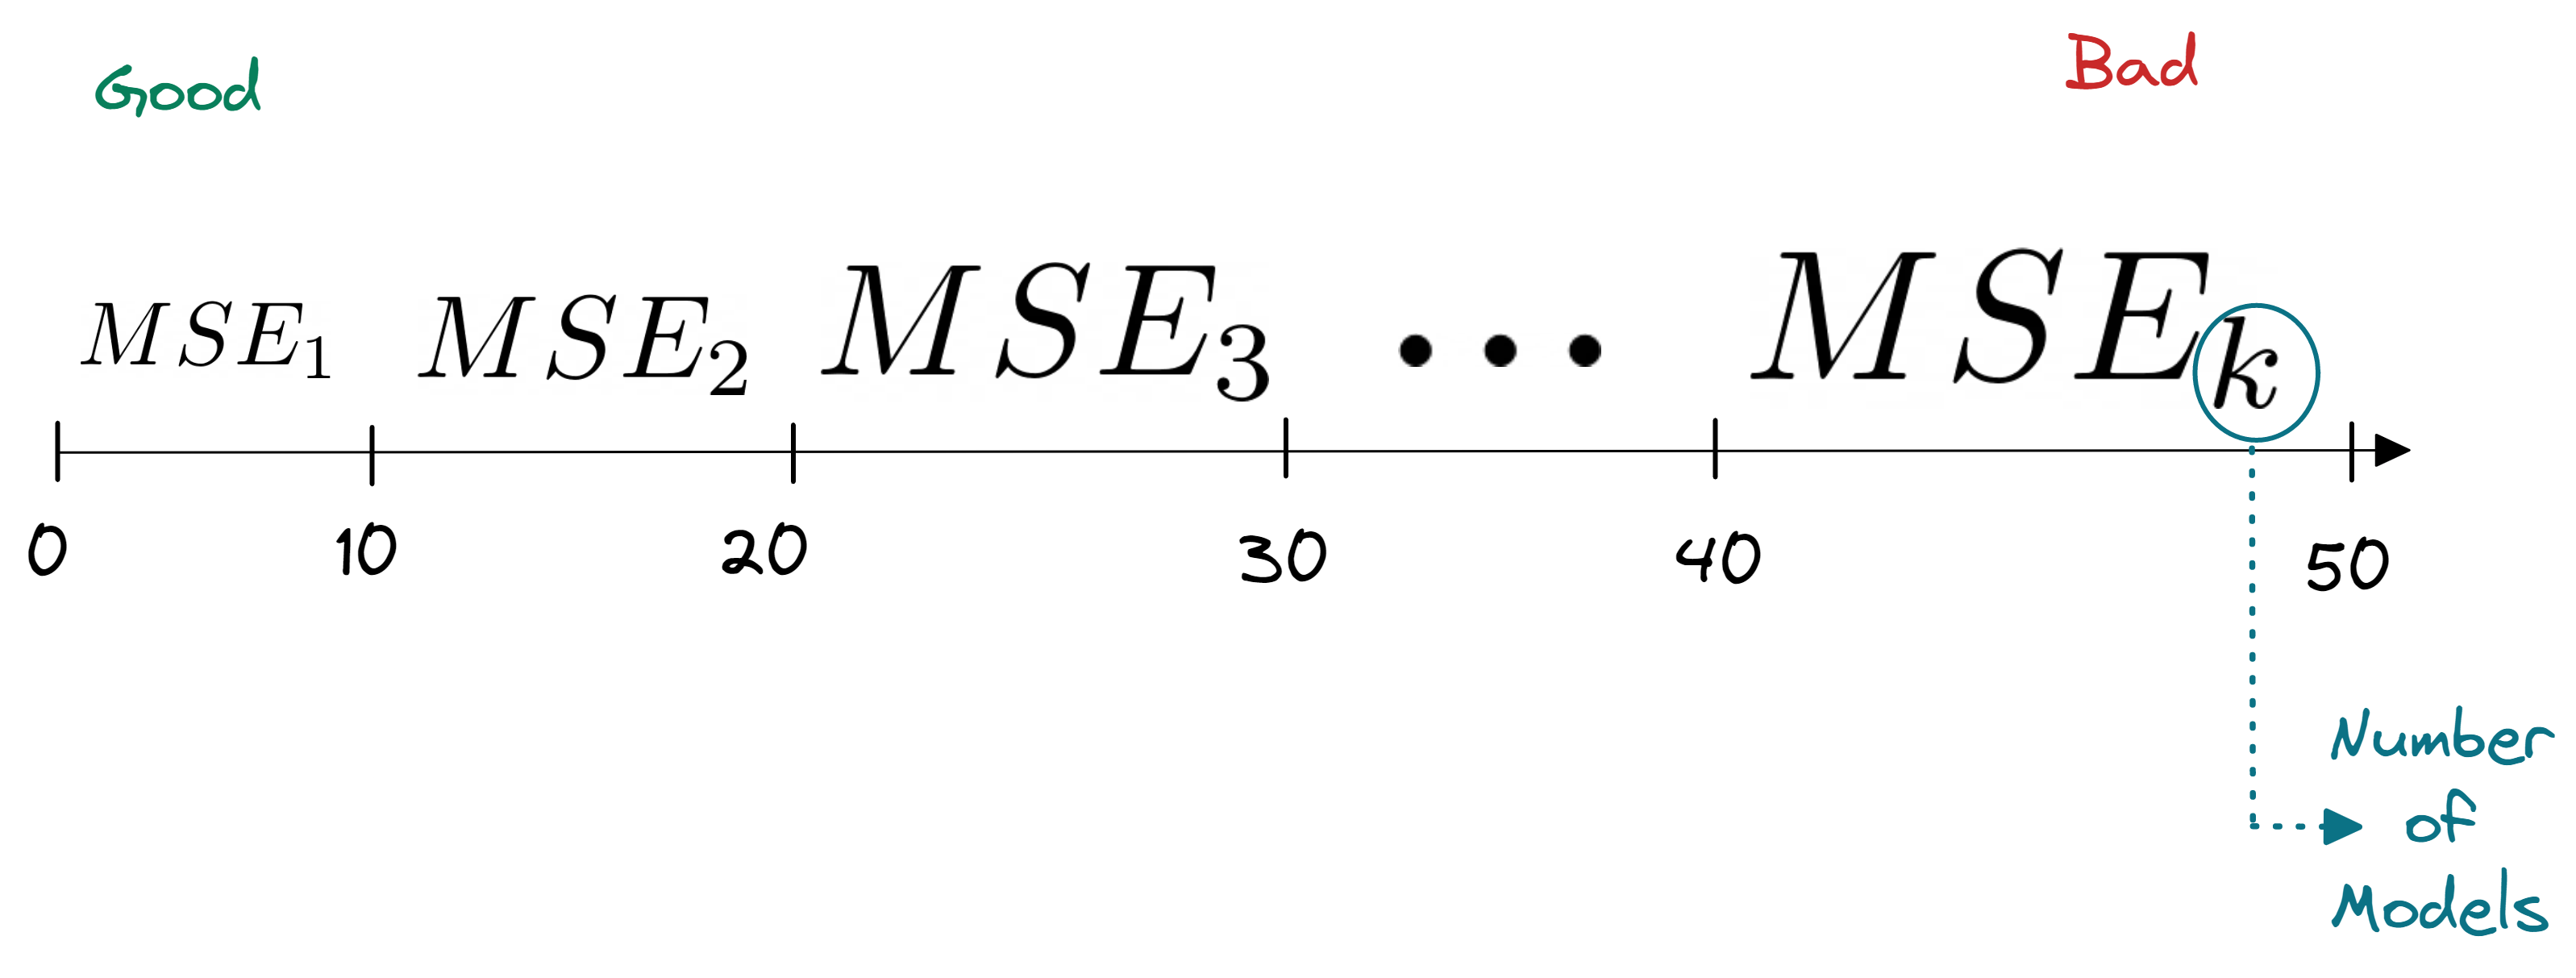 Good Bad
MSE₁ MSE₂ MSE₃ • • • MSEₖ
0 10 20 30 40 50
Number
of
Models